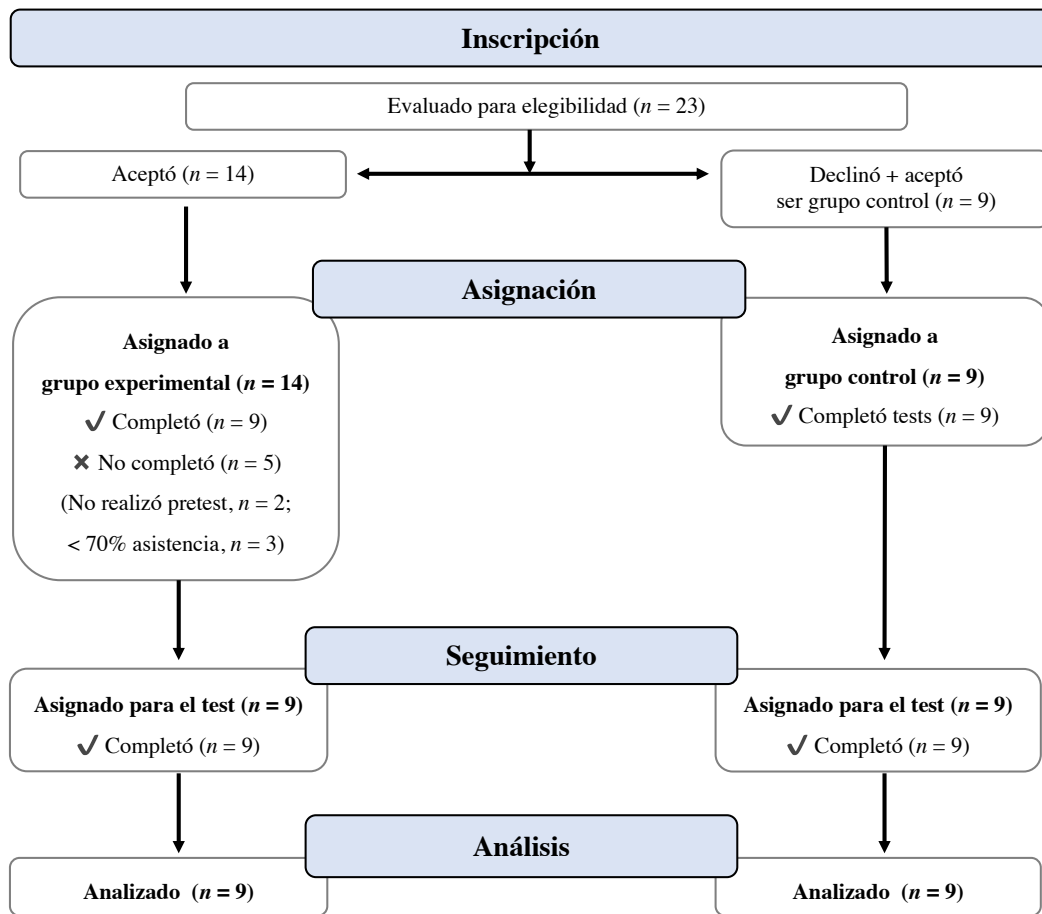 Inscripción
Evaluado para elegibilidad (n = 23)
Aceptó (n = 14)
Declinó + aceptó
ser grupo control (n = 9)
Asignación
Asignado a
grupo experimental (n = 14)
✓ Completó (n = 9)
✖ No completó (n = 5)
(No realizó pretest, n = 2;
< 70% asistencia, n = 3)
Asignado a
grupo control (n = 9)
✓ Completó tests (n = 9)
Seguimiento
Asignado para el test (n = 9)
✓ Completó (n = 9)
Asignado para el test (n = 9)
✓ Completó (n = 9)
Análisis
Analizado (n = 9)
Analizado (n = 9)